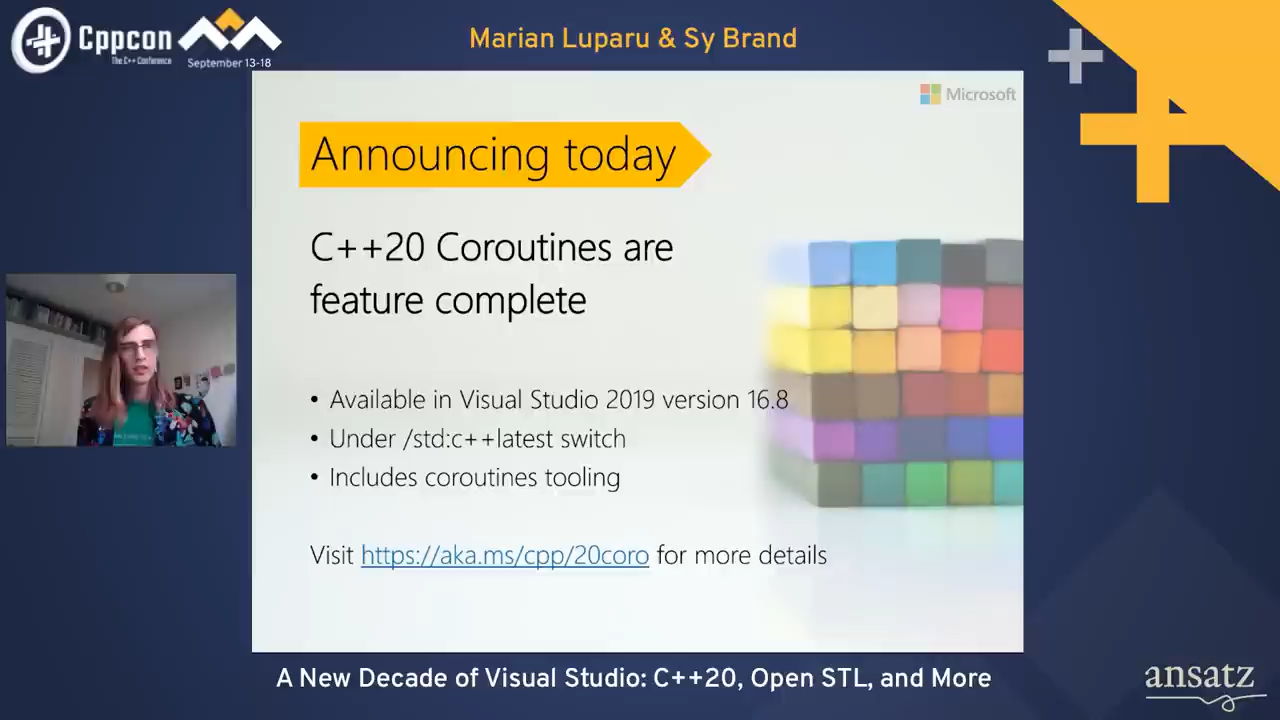 Cppcon
The C++ Conference
September 13-18
Marian Luparu & Sy Brand
Microsoft
Announcing today
C++20 Coroutines are
feature complete
• Available in Visual Studio 2019 version 16.8
• Under /std:c++latest switch
• Includes coroutines tooling
Visit https://aka.ms/cpp/20coro for more details
A New Decade of Visual Studio: C++20, Open STL, and More
ansatz